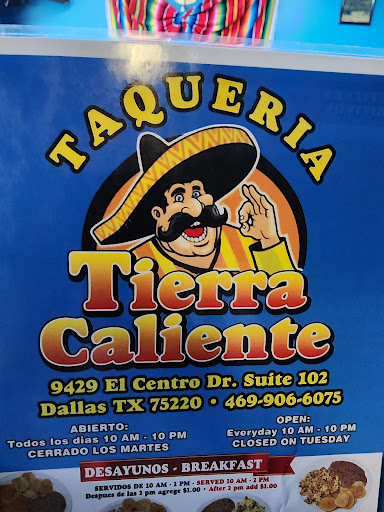 TAQUERIA
Tierra
Caliente
9429 El Centro Dr. Suite 102
Dallas TX 75220 • 469-906-6075
ABIERTO:
Todos los dias 10 AM - 10 PM
CERRADO LOS MARTES
OPEN:
Everyday 10 AM - 10 PM
CLOSED ON TUESDAY
DESAYUNOS - BREAKFAST
SERVIDOS DE 10 AM - 2 PM - SERVED 10 AM - 2 PM
Despues de las 2 pm agrege $1.00 • After 2 pm add $1.00